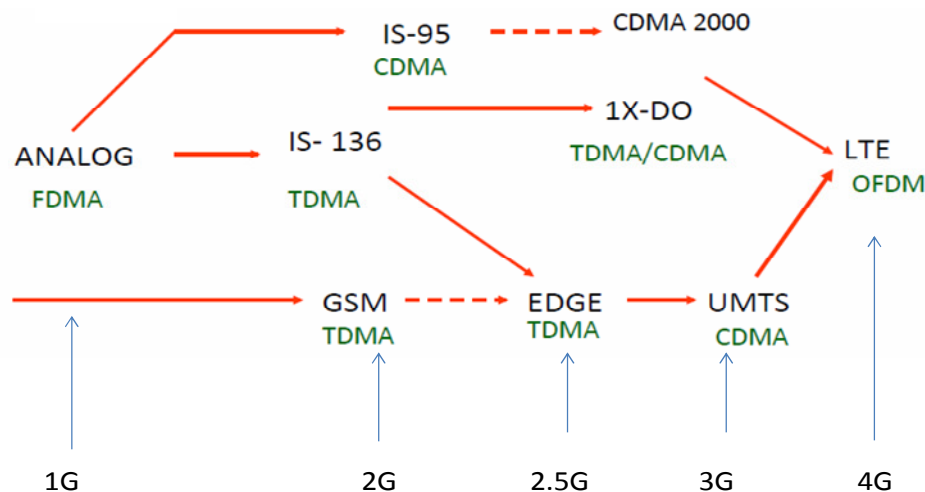 IS-95
CDMA
CDMA 2000
ANALOG
FDMA
IS- 136
TDMA
1X-DO
TDMA/CDMA
LTE
OFDM
GSM
TDMA
EDGE
TDMA
UMTS
CDMA
1G
2G
2.5G
3G
4G